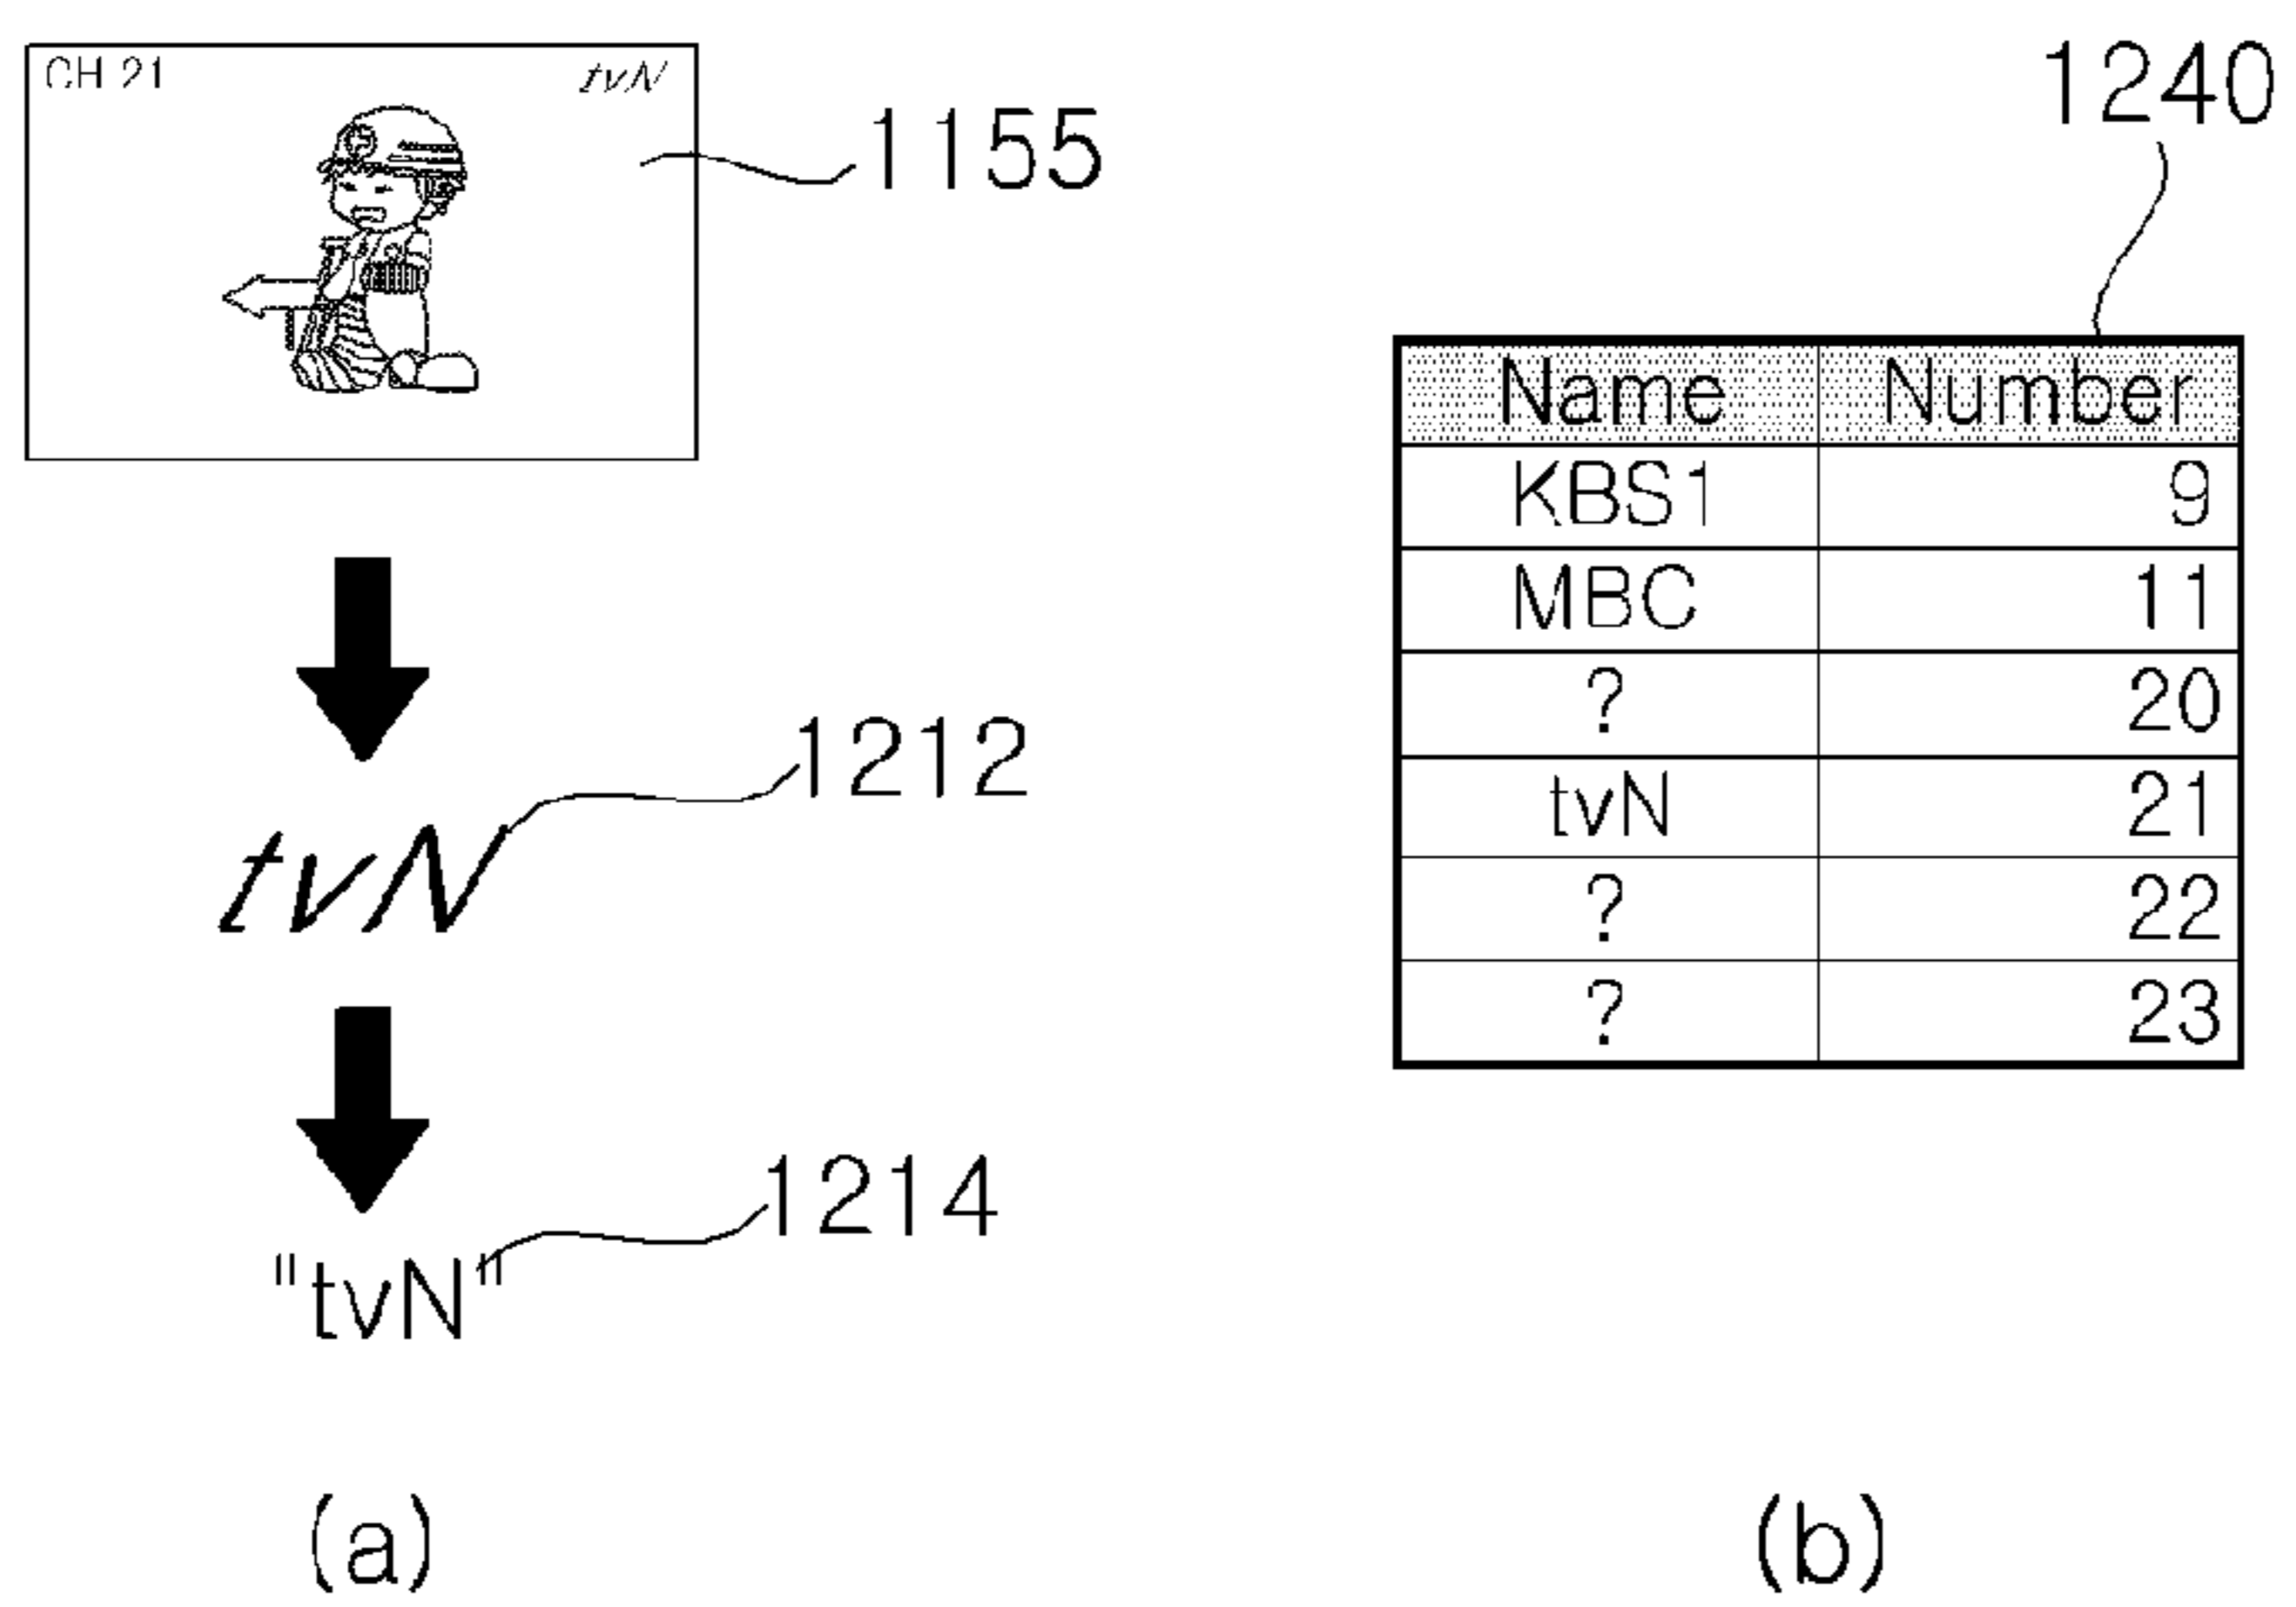 CH 21 tvN
1155
tvN
1212
"tvN"
1214
(a)
1240
Name Number
KBS1 9
MBC 11
? 20
tvN 21
? 22
? 23
(b)